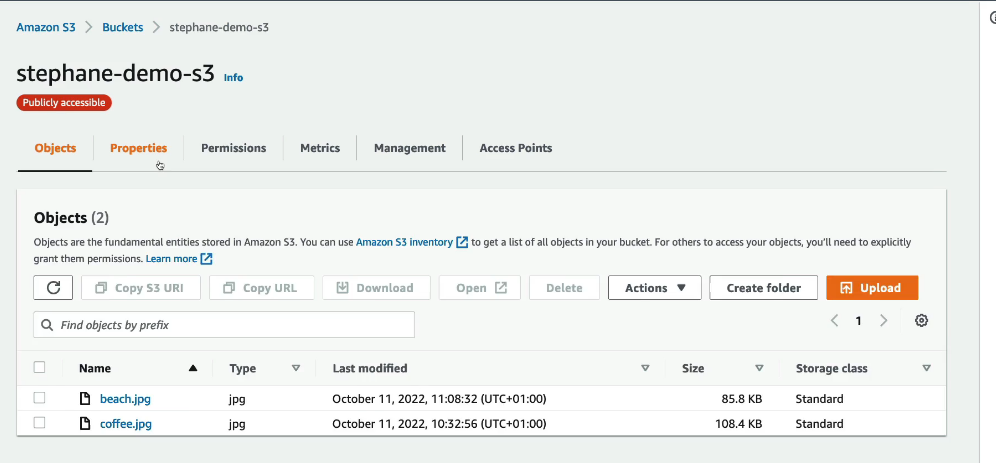 Amazon S3 > Buckets > stephane-demo-s3
stephane-demo-s3 Info
Publicly accessible
Objects Properties Permissions Metrics Management Access Points
Objects (2)
Objects are the fundamental entities stored in Amazon S3. You can use Amazon S3 inventory to get a list of all objects in your bucket. For others to access your objects, you'll need to explicitly
grant them permissions. Learn more
Copy S3 URI Copy URL Download Open Delete Actions Create folder Upload
Find objects by prefix
1
Name Type Last modified Size Storage class
beach.jpg jpg October 11, 2022, 11:08:32 (UTC+01:00) 85.8 KB Standard
coffee.jpg jpg October 11, 2022, 10:32:56 (UTC+01:00) 108.4 KB Standard